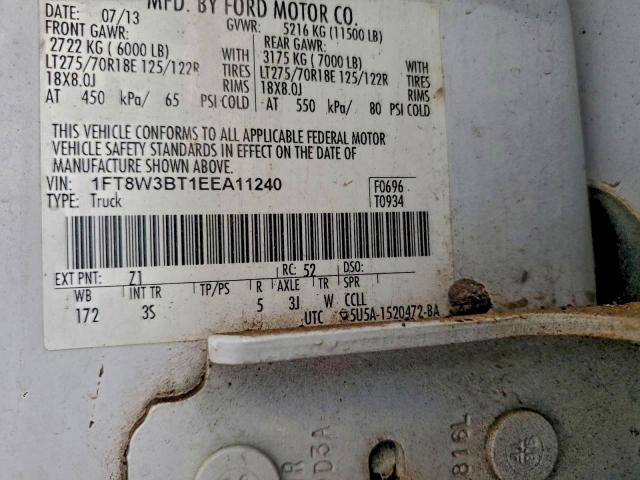 MFD. BY FORD MOTOR CO.
DATE: 07/13 GVWR: 5216 KG (11500 LB)
FRONT GAWR: REAR GAWR:
2722 KG (6000 LB) WITH 3175 KG (7000 LB) WITH
LT275/70R18E 125/122R TIRES LT275/70R18E 125/122R TIRES
18X8.0J RIMS 18X8.0J RIMS
AT 450 kPa/ 65 PSI COLD AT 550 kPa/ 80 PSI COLD
THIS VEHICLE CONFORMS TO ALL APPLICABLE FEDERAL MOTOR
VEHICLE SAFETY STANDARDS IN EFFECT ON THE DATE OF
MANUFACTURE SHOWN ABOVE.
VIN: 1FT8W3BT1EEA11240 F0696
TYPE: Truck T0934
EXT PNT: Z1 RC: 52 DSO:
WB INT TR TP/PS R AXLE TR SPR
172 3S 5 3J W CCLL
UTC 5U5A-1520472-BA
816L